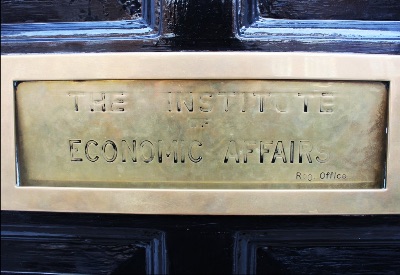 THE INSTITUTE
OF
ECONOMIC AFFAIRS
Reg. Office.